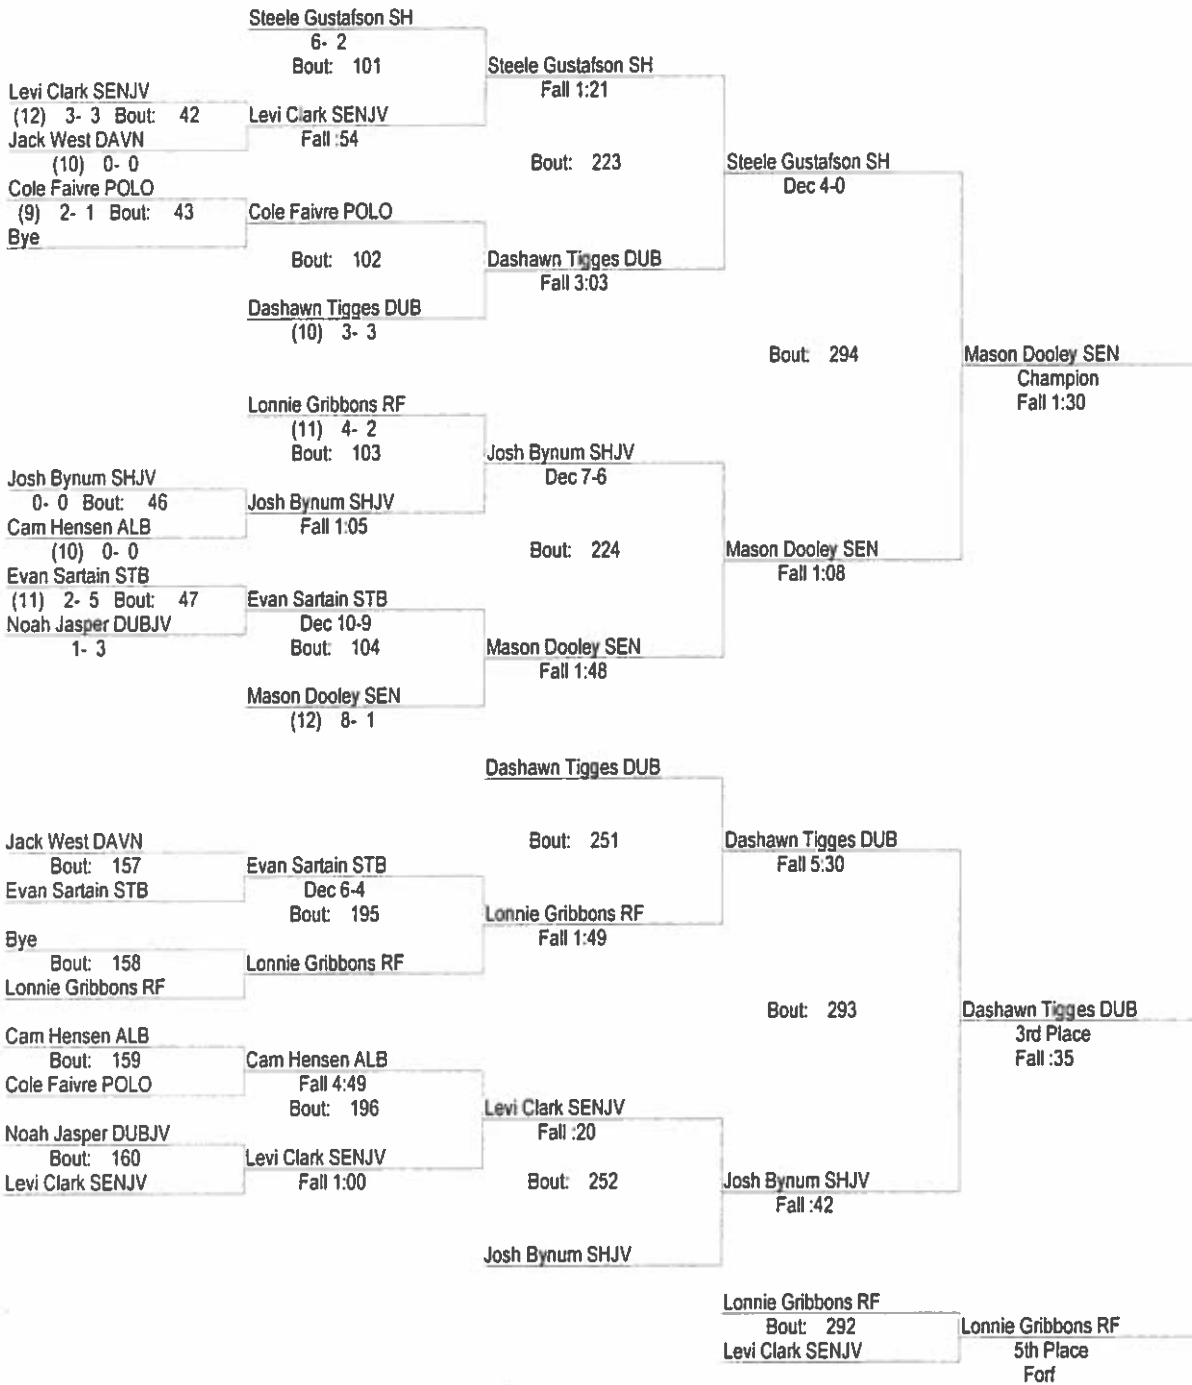 Steele Gustafson SH
6- 2
Bout: 101
Steele Gustafson SH
Fall 1:21
Levi Clark SENJV
(12) 3- 3 Bout: 42
Levi Clark SENJV
Fall :54
Jack West DAVN
(10) 0- 0
Bout: 223
Steele Gustafson SH
Dec 4-0
Cole Faivre POLO
(9) 2- 1 Bout: 43
Cole Faivre POLO
Bye
Bout: 102
Dashawn Tigges DUB
Fall 3:03
Dashawn Tigges DUB
(10) 3- 3
Bout: 294
Mason Dooley SEN
Champion
Fall 1:30
Lonnie Gribbons RF
(11) 4- 2
Bout: 103
Josh Bynum SHJV
Dec 7-6
Josh Bynum SHJV
0- 0 Bout: 46
Josh Bynum SHJV
Fall 1:05
Cam Hensen ALB
(10) 0- 0
Bout: 224
Mason Dooley SEN
Fall 1:08
Evan Sartain STB
(11) 2- 5 Bout: 47
Evan Sartain STB
Dec 10-9
Noah Jasper DUBJV
1- 3
Bout: 104
Mason Dooley SEN
Fall 1:48
Mason Dooley SEN
(12) 8- 1
Dashawn Tigges DUB
Bout: 251
Dashawn Tigges DUB
Fall 5:30
Jack West DAVN
Bout: 157
Evan Sartain STB
Evan Sartain STB
Dec 6-4
Bout: 195
Lonnie Gribbons RF
Fall 1:49
Bye
Bout: 158
Lonnie Gribbons RF
Lonnie Gribbons RF
Bout: 293
Dashawn Tigges DUB
3rd Place
Fall :35
Cam Hensen ALB
Bout: 159
Cole Faivre POLO
Cam Hensen ALB
Fall 4:49
Bout: 196
Levi Clark SENJV
Fall :20
Noah Jasper DUBJV
Bout: 160
Levi Clark SENJV
Levi Clark SENJV
Fall 1:00
Bout: 252
Josh Bynum SHJV
Fall :42
Josh Bynum SHJV
Lonnie Gribbons RF
Bout: 292
Levi Clark SENJV
Lonnie Gribbons RF
5th Place
Forf